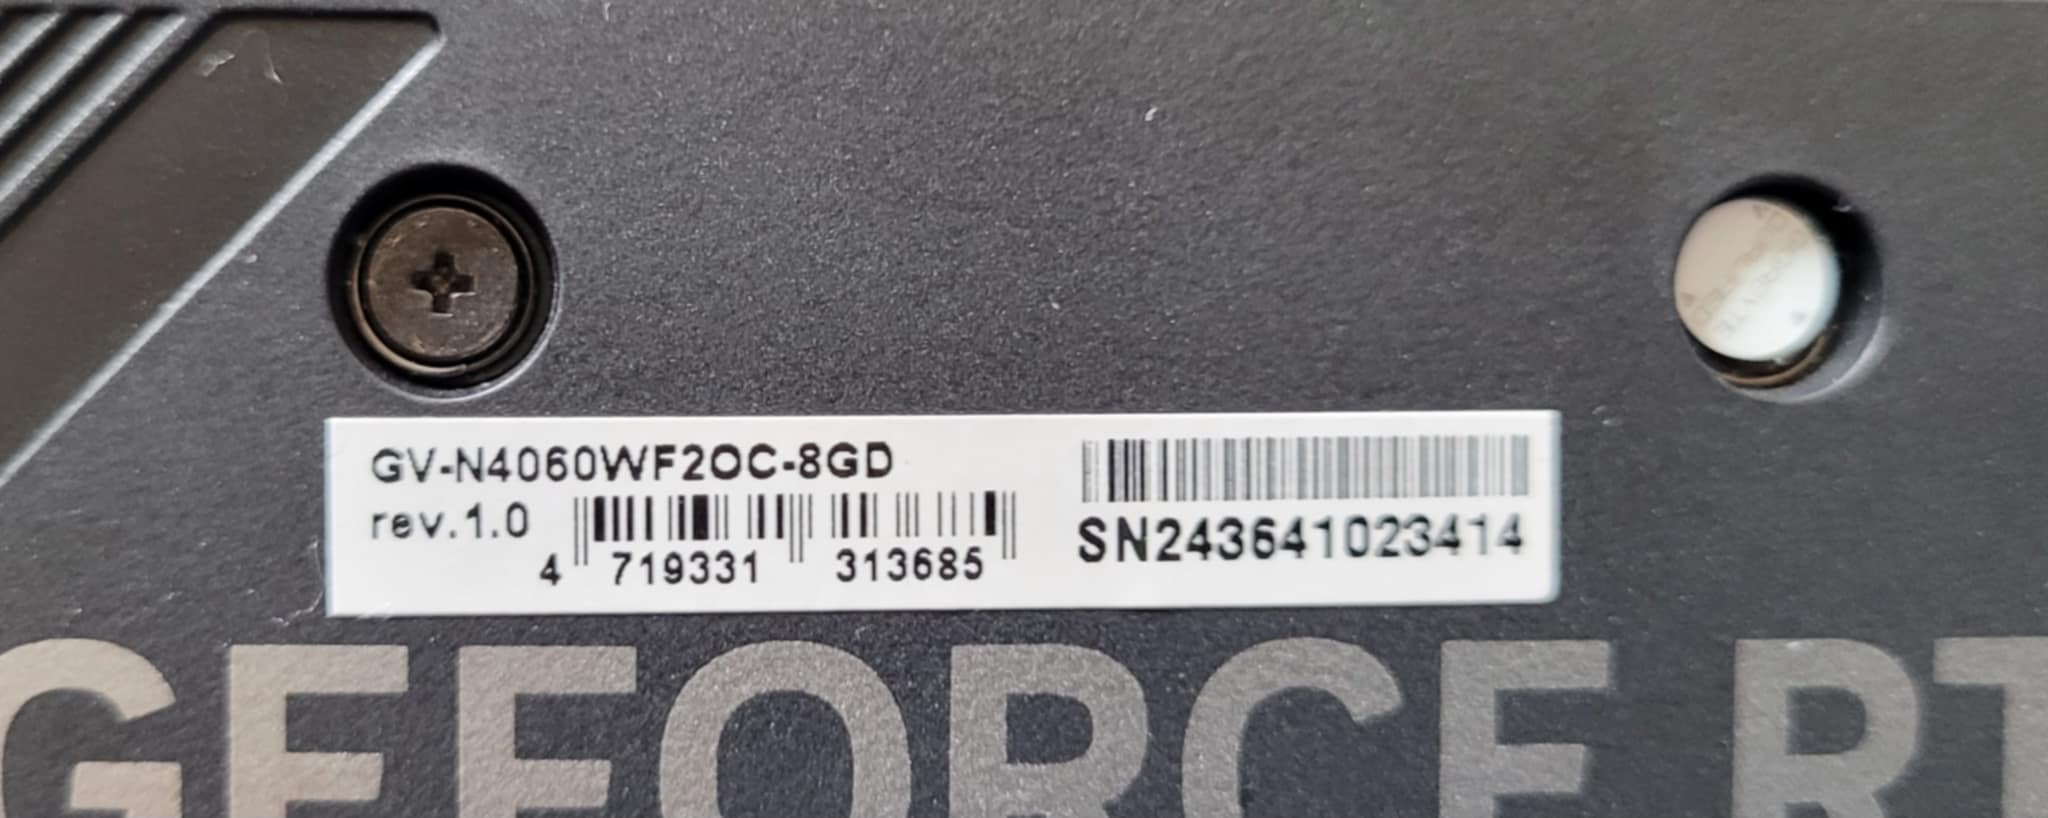 GV-N4060WF2OC-8GD
rev.1.0
4 719331 313685
SN243641023414
GEFORCE RT